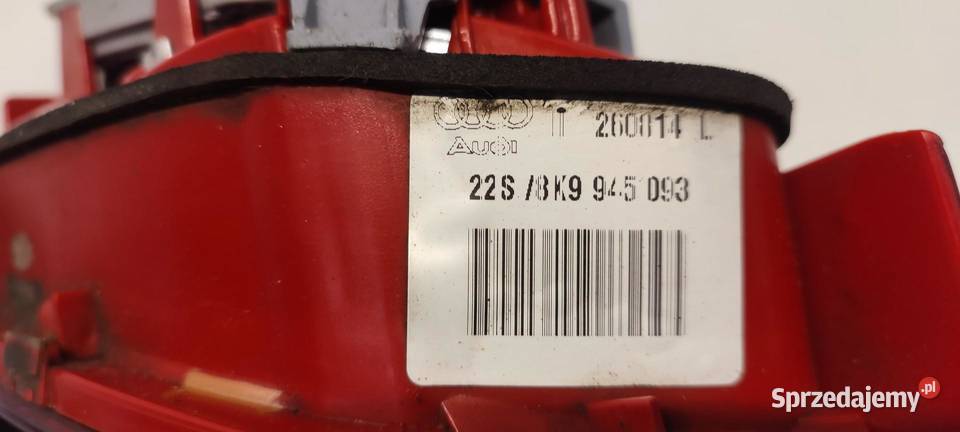 260814 L
Audi
22S /8K9 945 093
Sprzedajemy.pl